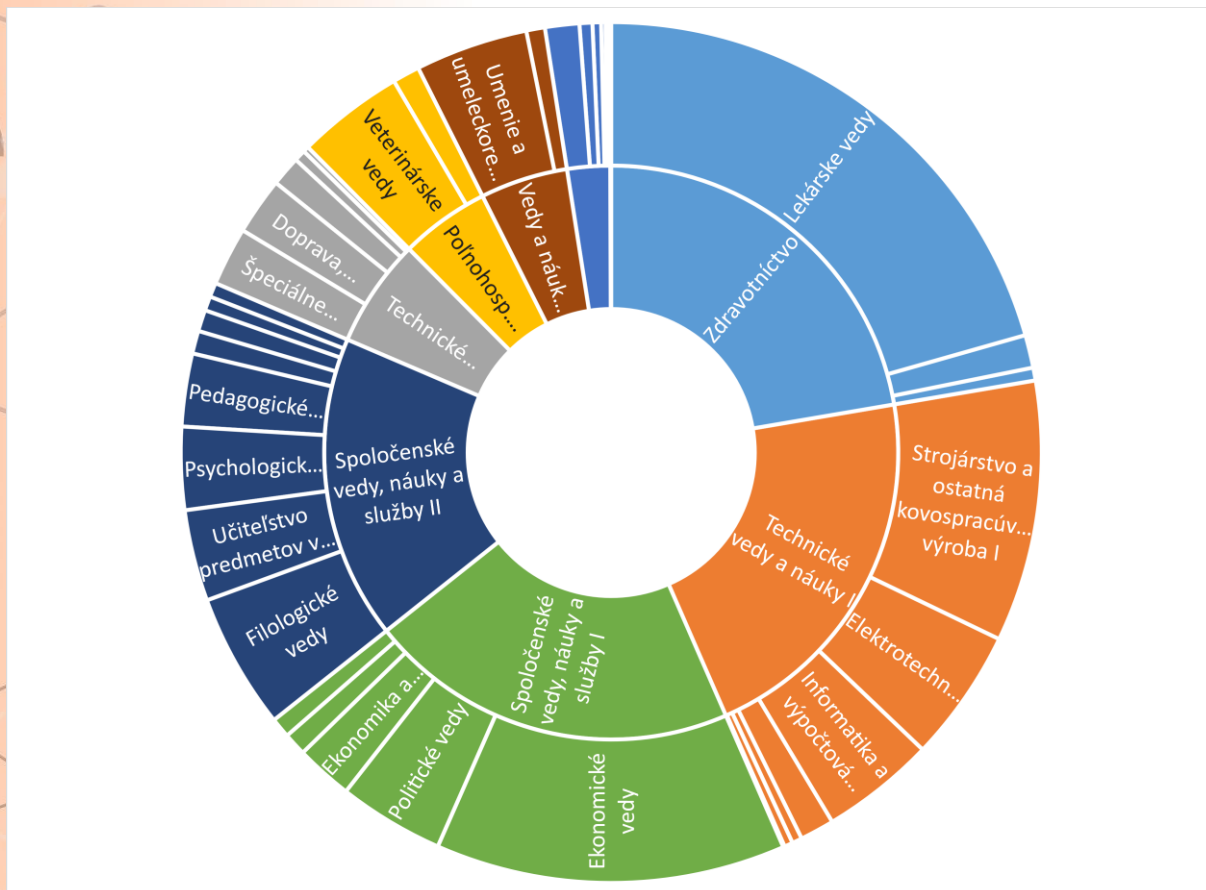 Lekárske vedy
Zdravotníctvo
Strojárstvo a
ostatná
kovospracúv...
výroba I
Technické
vedy a náuky I
Elektrotechn...
Informatika a
výpočtová...
Spoločenské
vedy, náuky a
služby I
Ekonomické
vedy
Politické vedy
Ekonomika a...
Spoločenské
vedy, náuky a
služby II
Filologické
vedy
Učiteľstvo
predmetov v...
Psychologick...
Pedagogické...
Technické...
Špeciálne...
Doprava,...
Poľnohosp....
Veterinárske
vedy
Vedy a náuk...
Umenie a
umeleckore...